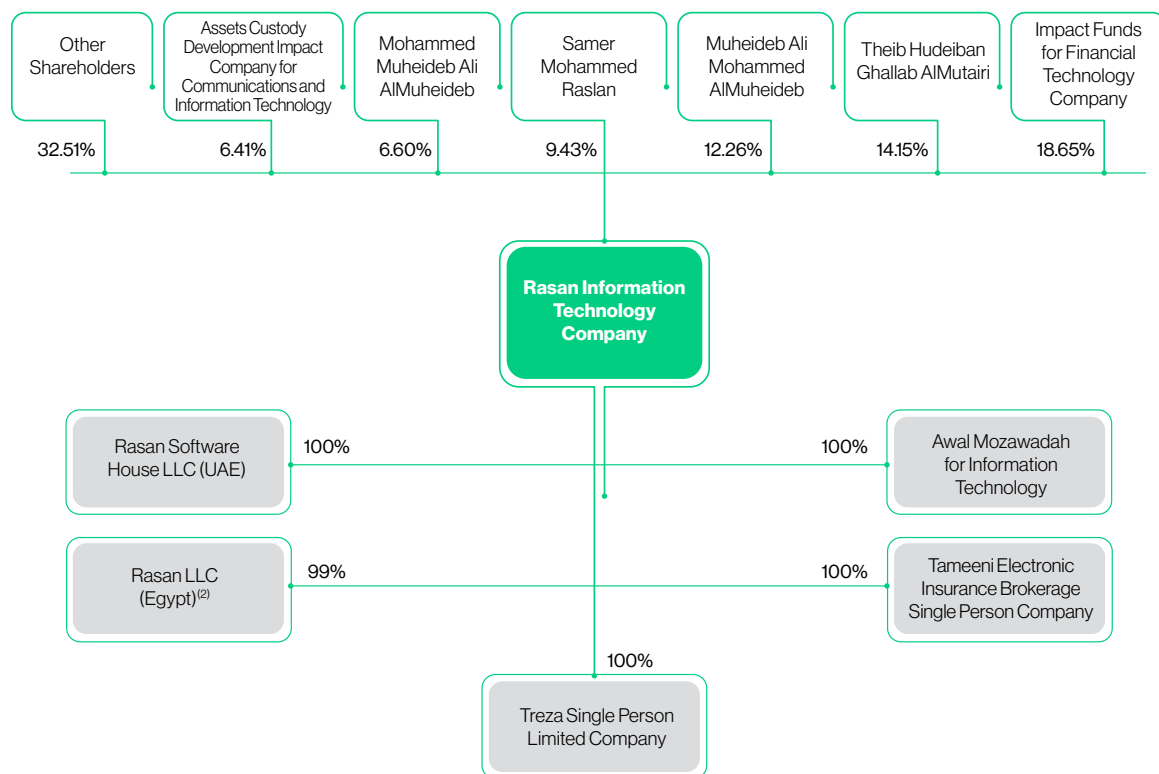 Other
Shareholders
Assets Custody
Development Impact
Company for
Communications and
Information Technology
Mohammed
Muheideb Ali
AlMuheideb
Samer
Mohammed
Raslan
Muheideb Ali
Mohammed
AlMuheideb
Theib Hudeiban
Ghallab AlMutairi
Impact Funds
for Financial
Technology
Company
32.51%
6.41%
6.60%
9.43%
12.26%
14.15%
18.65%
Rasan Information
Technology
Company
Rasan Software
House LLC (UAE)
100%
100%
Awal Mozawadah
for Information
Technology
Rasan LLC
(Egypt)(2)
99%
100%
Tameeni Electronic
Insurance Brokerage
Single Person Company
100%
Treza Single Person
Limited Company